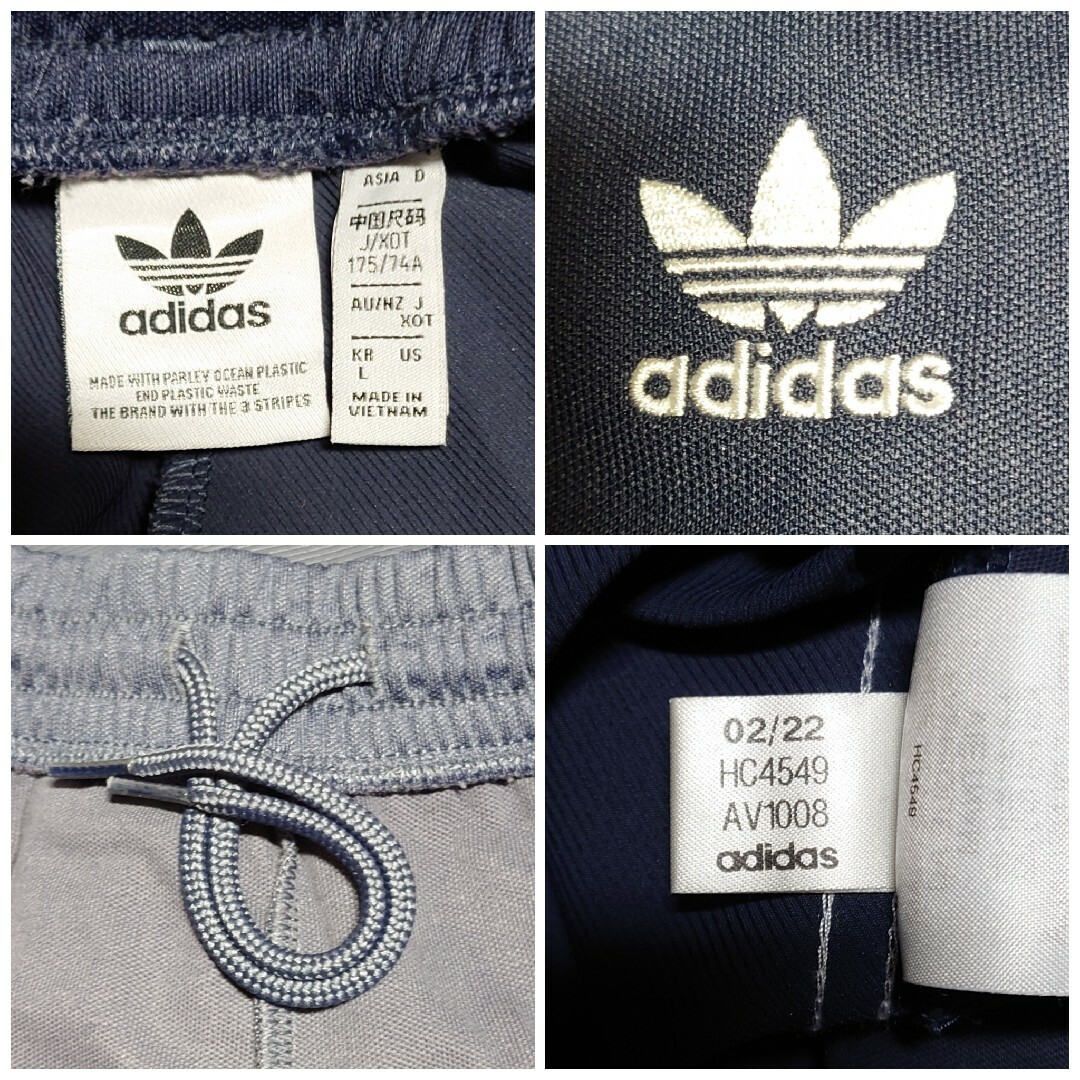 adidas
MADE WITH PARLEY OCEAN PLASTIC
END PLASTIC WASTE
THE BRAND WITH THE 3 STRIPES
ASIA D
中国尺码
J/XOT
175/74A
AU/NZ J
XOT
KR US
L
MADE IN
VIETNAM
adidas
02/22
HC4549
AV1008
adidas
HC4549